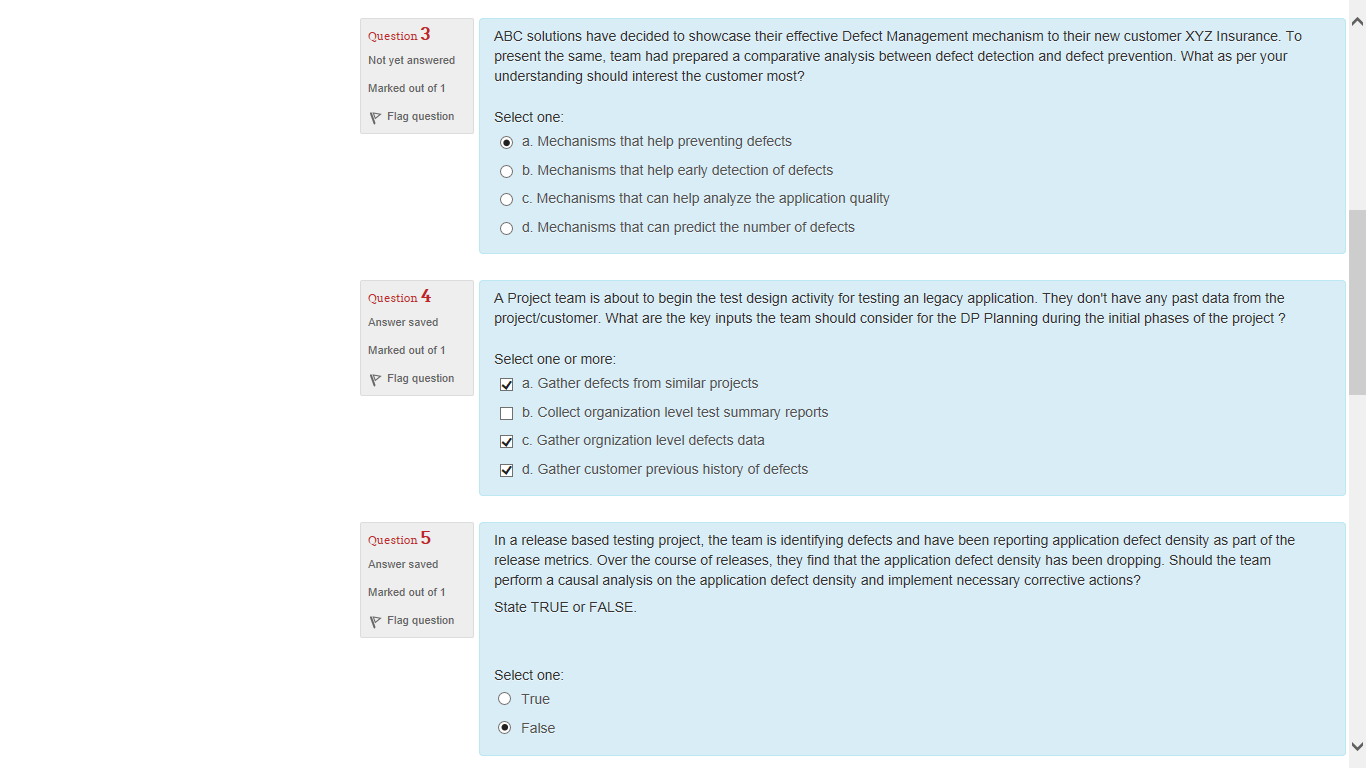 Question 3
Not yet answered
Marked out of 1
Flag question
ABC solutions have decided to showcase their effective Defect Management mechanism to their new customer XYZ Insurance. To
present the same, team had prepared a comparative analysis between defect detection and defect prevention. What as per your
understanding should interest the customer most?
Select one:
a. Mechanisms that help preventing defects
b. Mechanisms that help early detection of defects
c. Mechanisms that can help analyze the application quality
d. Mechanisms that can predict the number of defects
Question 4
Answer saved
Marked out of 1
Flag question
A Project team is about to begin the test design activity for testing an legacy application. They don't have any past data from the
project/customer. What are the key inputs the team should consider for the DP Planning during the initial phases of the project ?
Select one or more:
a. Gather defects from similar projects
b. Collect organization level test summary reports
c. Gather orgnization level defects data
d. Gather customer previous history of defects
Question 5
Answer saved
Marked out of 1
Flag question
In a release based testing project, the team is identifying defects and have been reporting application defect density as part of the
release metrics. Over the course of releases, they find that the application defect density has been dropping. Should the team
perform a causal analysis on the application defect density and implement necessary corrective actions?
State TRUE or FALSE.
Select one:
True
False